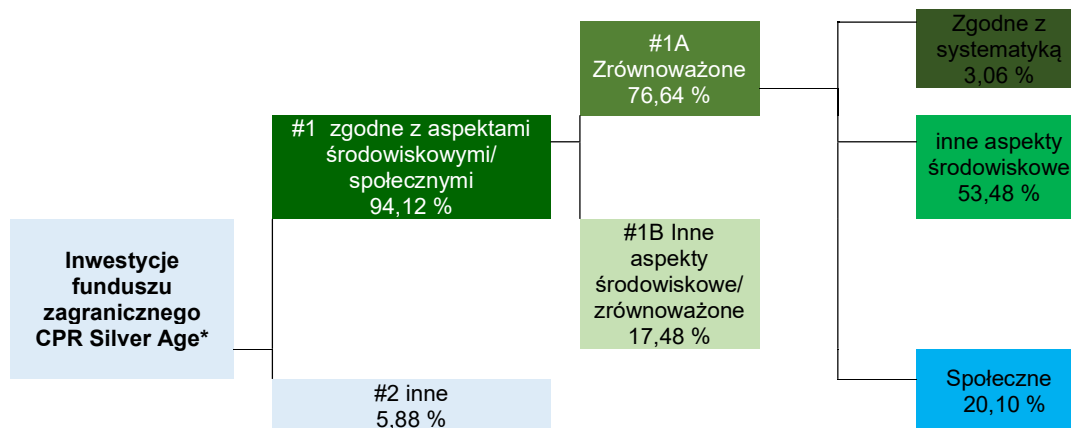 Inwestycje
funduszu
zagranicznego
CPR Silver Age*
#1 zgodne z aspektami
środowiskowymi/
społecznymi
94,12 %
#2 inne
5,88 %
#1A
Zrównoważone
76,64 %
#1B Inne
aspekty
środowiskowe/
zrównoważone
17,48 %
Zgodne z
systematyką
3,06 %
inne aspekty
środowiskowe
53,48 %
Społeczne
20,10 %